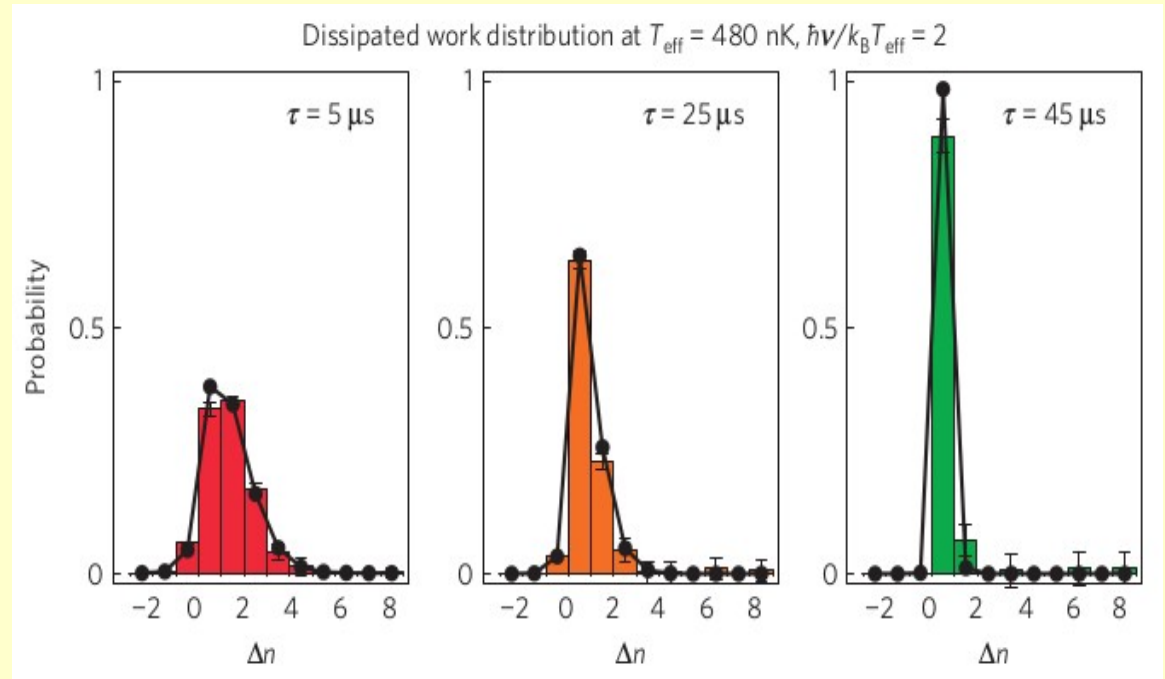 Dissipated work distribution at T_eff = 480 nK, ħν/k_BT_eff = 2
τ = 5 μs
τ = 25 μs
τ = 45 μs
Probability
1
0.5
0
−2 0 2 4 6 8
Δn
1
0.5
0
−2 0 2 4 6 8
Δn
1
0.5
0
−2 0 2 4 6 8
Δn